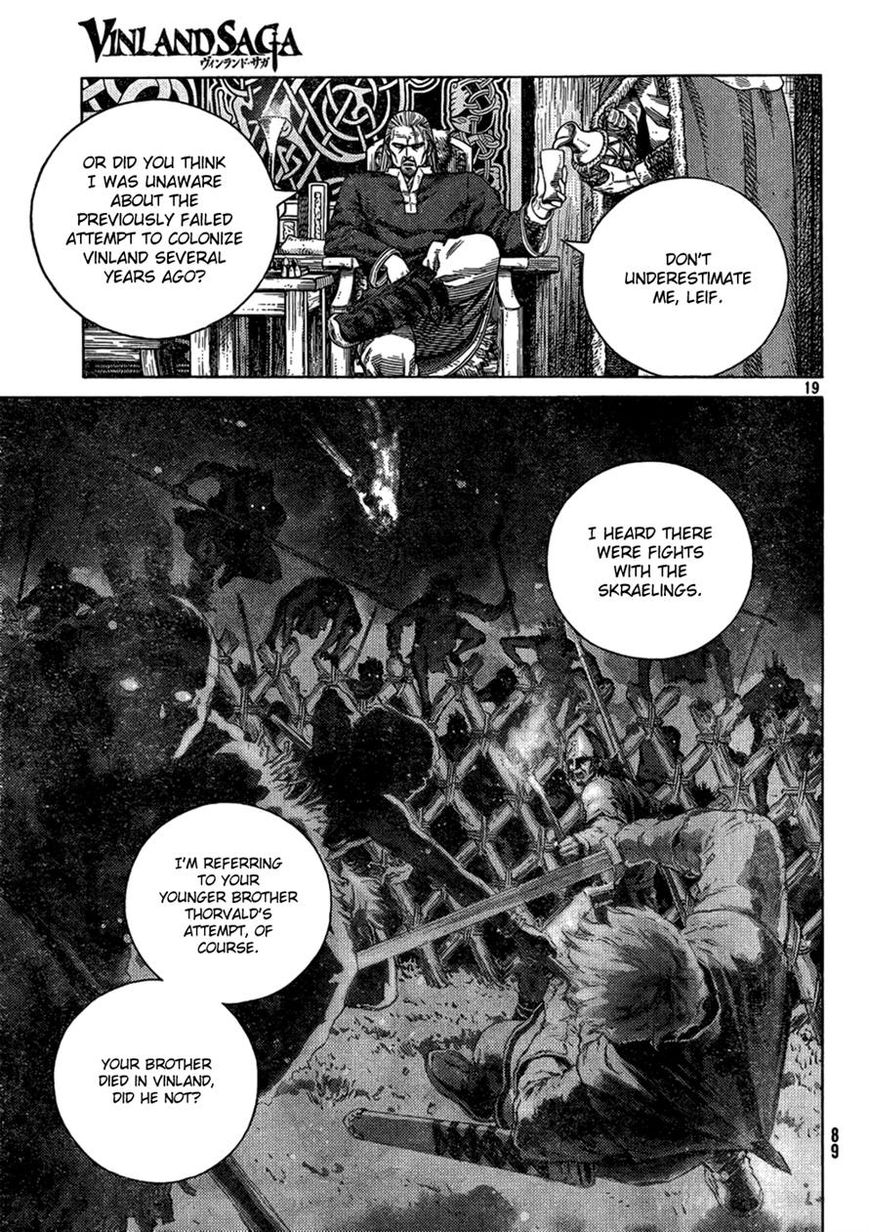 VINLAND SAGA
ヴィンランド・サガ
DON'T
UNDERESTIMATE
ME, LEIF.
OR DID YOU THINK
I WAS UNAWARE
ABOUT THE
PREVIOUSLY FAILED
ATTEMPT TO COLONIZE
VINLAND SEVERAL
YEARS AGO?
19
I HEARD THERE
WERE FIGHTS
WITH THE
SKRAELINGS.
I'M REFERRING
TO YOUR
YOUNGER BROTHER
THORVALD'S
ATTEMPT, OF
COURSE.
YOUR BROTHER
DIED IN VINLAND,
DID HE NOT?
89